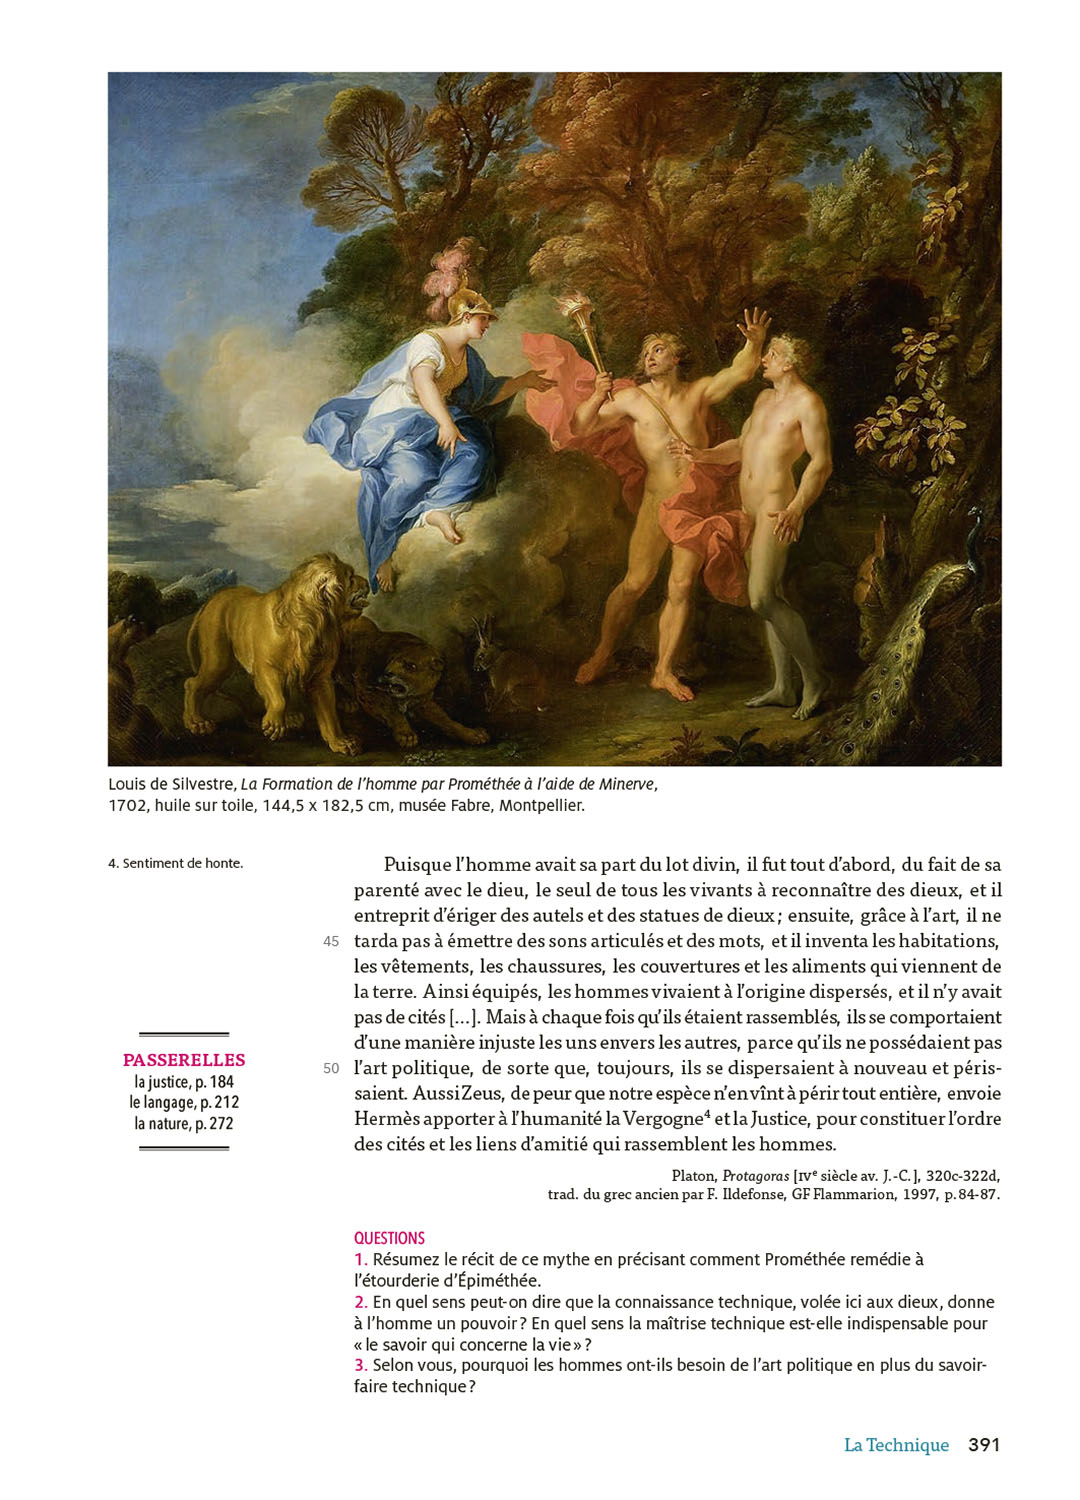 Louis de Silvestre, La Formation de l'homme par Prométhée à l'aide de Minerve,
1702, huile sur toile, 144,5 x 182,5 cm, musée Fabre, Montpellier.
4. Sentiment de honte.
Puisque l'homme avait sa part du lot divin, il fut tout d'abord, du fait de sa
parenté avec le dieu, le seul de tous les vivants à reconnaître des dieux, et il
entreprit d'ériger des autels et des statues de dieux ; ensuite, grâce à l'art, il ne
45 tarda pas à émettre des sons articulés et des mots, et il inventa les habitations,
les vêtements, les chaussures, les couvertures et les aliments qui viennent de
la terre. Ainsi équipés, les hommes vivaient à l'origine dispersés, et il n'y avait
pas de cités [...]. Mais à chaque fois qu'ils étaient rassemblés, ils se comportaient
d'une manière injuste les uns envers les autres, parce qu'ils ne possédaient pas
50 l'art politique, de sorte que, toujours, ils se dispersaient à nouveau et péris-
saient. Aussi Zeus, de peur que notre espèce n'en vînt à périr tout entière, envoie
Hermès apporter à l'humanité la Vergogne⁴ et la Justice, pour constituer l'ordre
des cités et les liens d'amitié qui rassemblent les hommes.
Platon, Protagoras [IVe siècle av. J.-C.], 320c-322d,
trad. du grec ancien par F. Ildefonse, GF Flammarion, 1997, p. 84-87.
PASSERELLES
la justice, p. 184
le langage, p. 212
la nature, p. 272
QUESTIONS
1. Résumez le récit de ce mythe en précisant comment Prométhée remédie à
l'étourderie d'Épiméthée.
2. En quel sens peut-on dire que la connaissance technique, volée ici aux dieux, donne
à l'homme un pouvoir ? En quel sens la maîtrise technique est-elle indispensable pour
« le savoir qui concerne la vie » ?
3. Selon vous, pourquoi les hommes ont-ils besoin de l'art politique en plus du savoir-
faire technique ?
La Technique 391